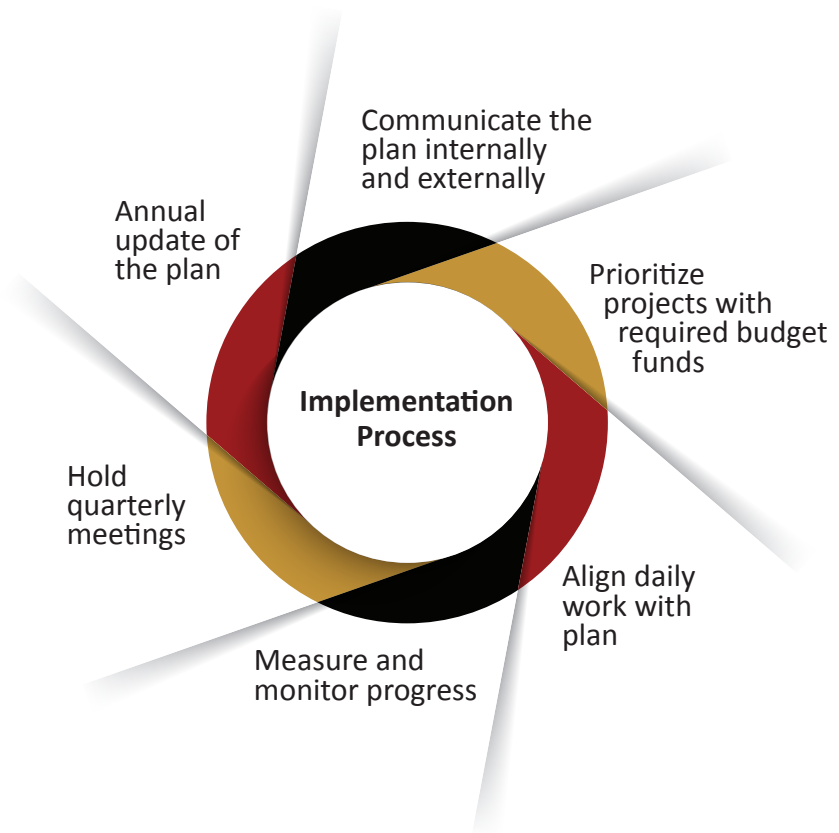 Communicate the
plan internally
and externally
Prioritize
projects with
required budget
funds
Align daily
work with
plan
Measure and
monitor progress
Hold
quarterly
meetings
Annual
update of
the plan
Implementation
Process